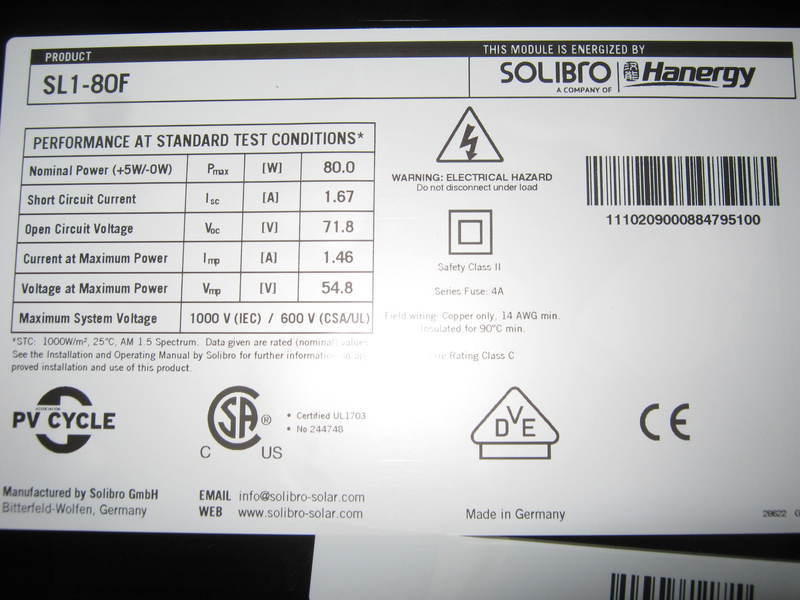 PRODUCT
SL1-80F
THIS MODULE IS ENERGIZED BY
SOLIBRO
A COMPANY OF
Hanergy
PERFORMANCE AT STANDARD TEST CONDITIONS*
Nominal Power (+5W/-0W) Pmax [W] 80.0
Short Circuit Current Isc [A] 1.67
Open Circuit Voltage Voc [V] 71.8
Current at Maximum Power Imp [A] 1.46
Voltage at Maximum Power Vmp [V] 54.8
Maximum System Voltage 1000 V (IEC) / 600 V (CSA/UL)
*STC: 1000W/m², 25°C, AM 1.5 Spectrum. Data given are rated (nominal) values
See the Installation and Operating Manual by Solibro for further information
proved installation and use of this product.
WARNING: ELECTRICAL HAZARD
Do not disconnect under load
Safety Class II
Series Fuse: 4A
Field wiring: Copper only, 14 AWG min.
Insulated for 90°C min.
Rating Class C
1110209000884795100
ASSOCIATION
PV CYCLE
SA®
C US
• Certified UL1703
• No 244748
DVE
CE
Manufactured by Solibro GmbH
Bitterfeld-Wolfen, Germany
EMAIL info@solibro-solar.com
WEB www.solibro-solar.com
Made in Germany
20622 G